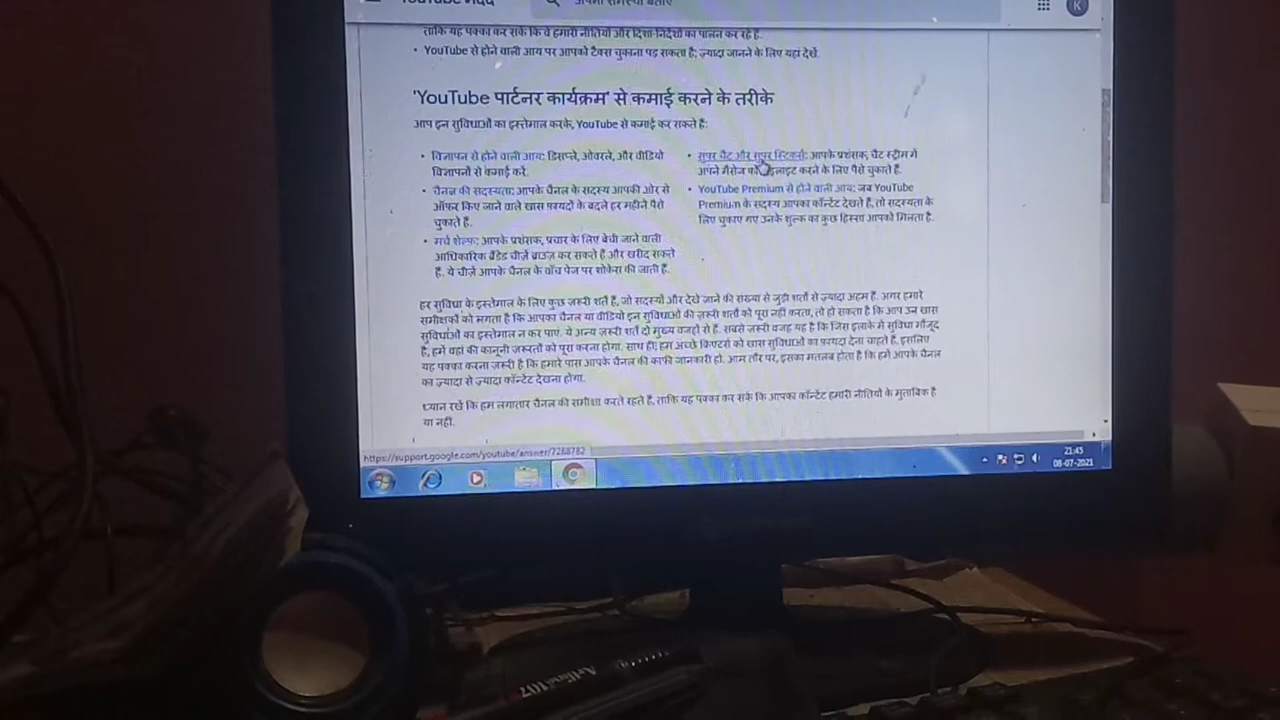 YouTube मदद
अपनी समस्या बताएं
K
ताकि यह पक्का कर सकें कि वे हमारी नीतियों और दिशा-निर्देशों का पालन कर रहे हैं.
YouTube से होने वाली आय पर आपको टैक्स चुकाना पड़ सकता है; ज़्यादा जानने के लिए यहां देखें.
'YouTube पार्टनर कार्यक्रम' से कमाई करने के तरीके
आप इन सुविधाओं का इस्तेमाल करके, YouTube से कमाई कर सकते हैं:
विज्ञापन से होने वाली आय: डिसप्ले, ओवरले, और वीडियो
विज्ञापनों से कमाई करें.
चैनल की सदस्यता: आपके चैनल के सदस्य आपकी ओर से
ऑफ़र किए जाने वाले खास फ़ायदों के बदले हर महीने पैसे
चुकाते हैं.
मर्च शेल्फ: आपके प्रशंसक, प्रचार के लिए बेची जाने वाली
आधिकारिक ब्रैंडेड चीज़ें ब्राउज़ कर सकते हैं और खरीद सकते
हैं. ये चीज़ें आपके चैनल के वॉच पेज पर शोकेस की जाती हैं.
सुपर चैट और सुपर स्टिकर्स: आपके प्रशंसक, चैट स्ट्रीम में
अपने मैसेज को हाइलाइट करने के लिए पैसे चुकाते हैं.
YouTube Premium से होने वाली आय: जब YouTube
Premium के सदस्य आपका कॉन्टेंट देखते हैं, तो सदस्यता के
लिए चुकाए गए उनके शुल्क का कुछ हिस्सा आपको मिलता है.
हर सुविधा के इस्तेमाल के लिए कुछ ज़रूरी शर्तें हैं, जो सदस्यों और देखे जाने की संख्या से जुड़ी शर्तों से ज़्यादा अहम हैं. अगर हमारे
समीक्षकों को लगता है कि आपका चैनल या वीडियो इन सुविधाओं की ज़रूरी शर्तों को पूरा नहीं करता, तो हो सकता है कि आप उन खास
सुविधाओं का इस्तेमाल न कर पाएं. ये अन्य ज़रूरी शर्तें दो मुख्य वजहों से हैं. सबसे ज़रूरी वजह यह है कि जिस इलाके में सुविधा मौजूद
है, हमें वहां की कानूनी ज़रूरतों को पूरा करना होगा. साथ ही, हम अच्छे क्रिएटर्स को खास सुविधाओं का फ़ायदा देना चाहते हैं. इसलिए
यह पक्का करना ज़रूरी है कि हमारे पास आपके चैनल की काफ़ी जानकारी हो. आम तौर पर, इसका मतलब होता है कि हमें आपके चैनल
का ज़्यादा से ज़्यादा कॉन्टेंट देखना होगा.
ध्यान रखें कि हम लगातार चैनल की समीक्षा करते रहते हैं, ताकि यह पक्का कर सकें कि आपका कॉन्टेंट हमारी नीतियों के मुताबिक है
या नहीं.
https://support.google.com/youtube/answer/7288782
21:45
08-07-2021
Artline 107